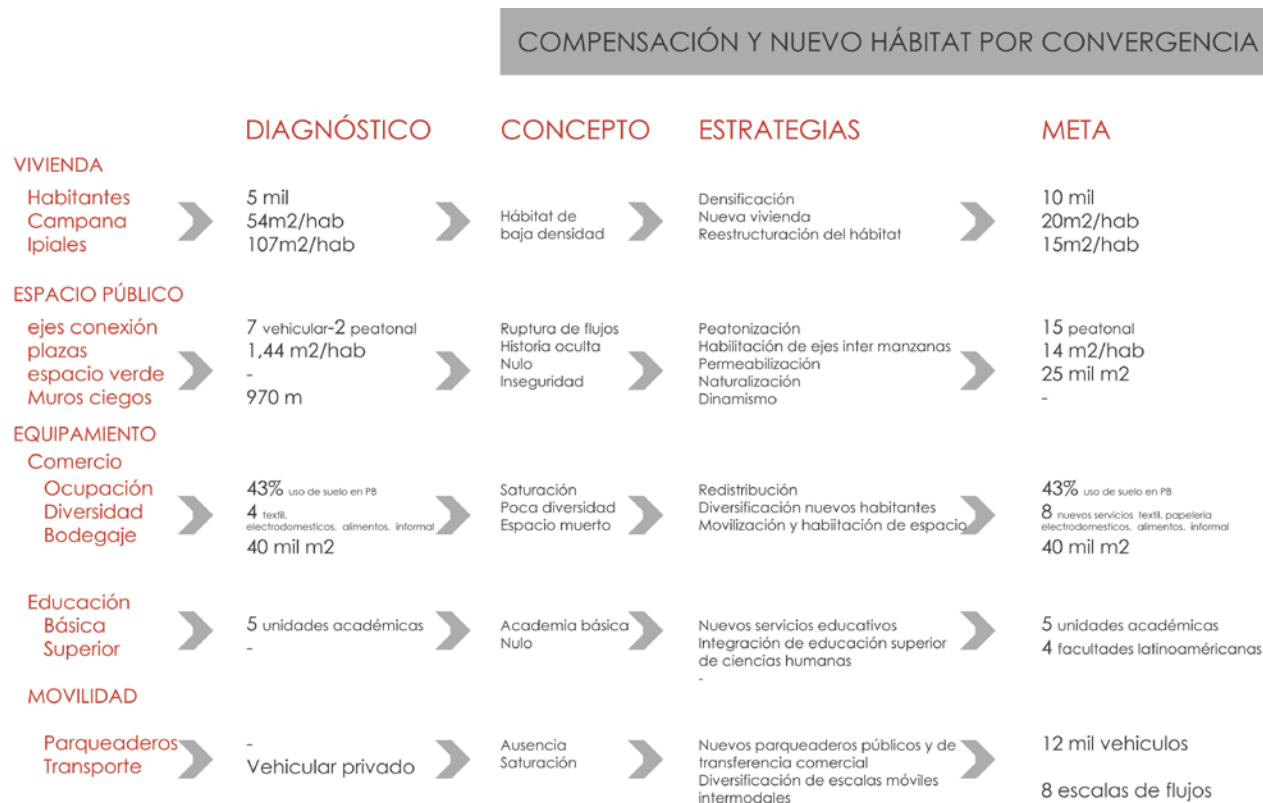 COMPENSACIÓN Y NUEVO HÁBITAT POR CONVERGENCIA
DIAGNÓSTICO CONCEPTO ESTRATEGIAS META
VIVIENDA
Habitantes
Campana
Ipiales
5 mil
54m2/hab
107m2/hab
Hábitat de
baja densidad
Densificación
Nueva vivienda
Reestructuración del hábitat
10 mil
20m2/hab
15m2/hab
ESPACIO PÚBLICO
ejes conexión
plazas
espacio verde
Muros ciegos
7 vehicular-2 peatonal
1,44 m2/hab
-
970 m
Ruptura de flujos
Historia oculta
Nulo
Inseguridad
Peatonización
Habilitación de ejes inter manzanas
Permeabilización
Naturalización
Dinamismo
15 peatonal
14 m2/hab
25 mil m2
-
EQUIPAMIENTO
Comercio
Ocupación
Diversidad
Bodegaje
43% uso de suelo en PB
4 textil.
electrodomesticos. alimentos. informal
40 mil m2
Saturación
Poca diversidad
Espacio muerto
Redistribución
Diversificación nuevos habitantes
Movilización y habiitación de espacio
43% uso de suelo en PB
8 nuevos servicios textil. papeleria
electrodomesticos. alimentos. informal
40 mil m2
Educación
Básica
Superior
5 unidades académicas
-
Academia básica
Nulo
Nuevos servicios educativos
Integración de educación superior
de ciencias humanas
-
5 unidades académicas
4 facultades latinoaméricanas
MOVILIDAD
Parqueaderos
Transporte
-
Vehicular privado
Ausencia
Saturación
Nuevos parqueaderos públicos y de
transferencia comercial
Diversificación de escalas móviles
intermodales
12 mil vehiculos
8 escalas de flujos